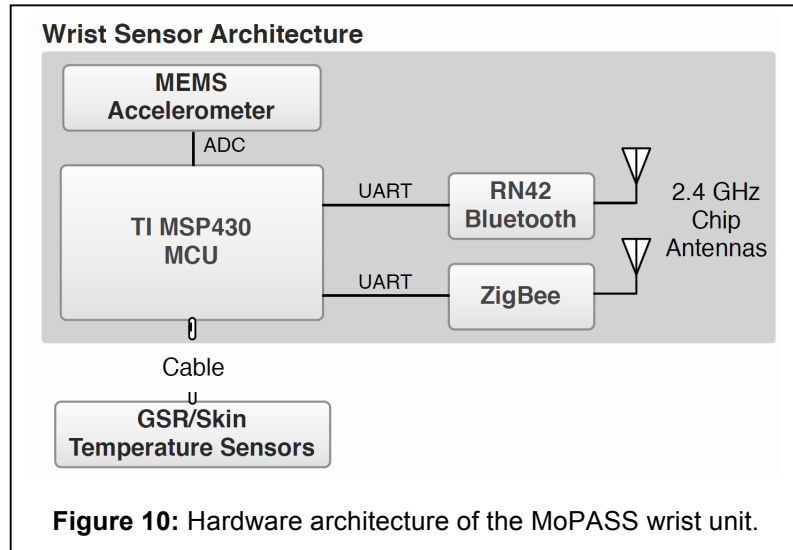 Wrist Sensor Architecture
MEMS
Accelerometer
ADC
TI MSP430
MCU
UART
RN42
Bluetooth
2.4 GHz
Chip
Antennas
UART
ZigBee
Cable
GSR/Skin
Temperature Sensors
Figure 10: Hardware architecture of the MoPASS wrist unit.